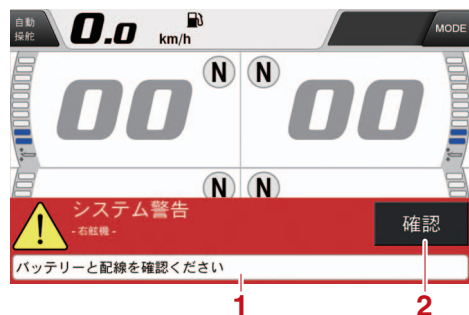 自動
操舵
0.0 km/h
MODE
N N
00 00
N N
システム警告
- 右舷機 -
確認
バッテリーと配線を確認ください
1 2